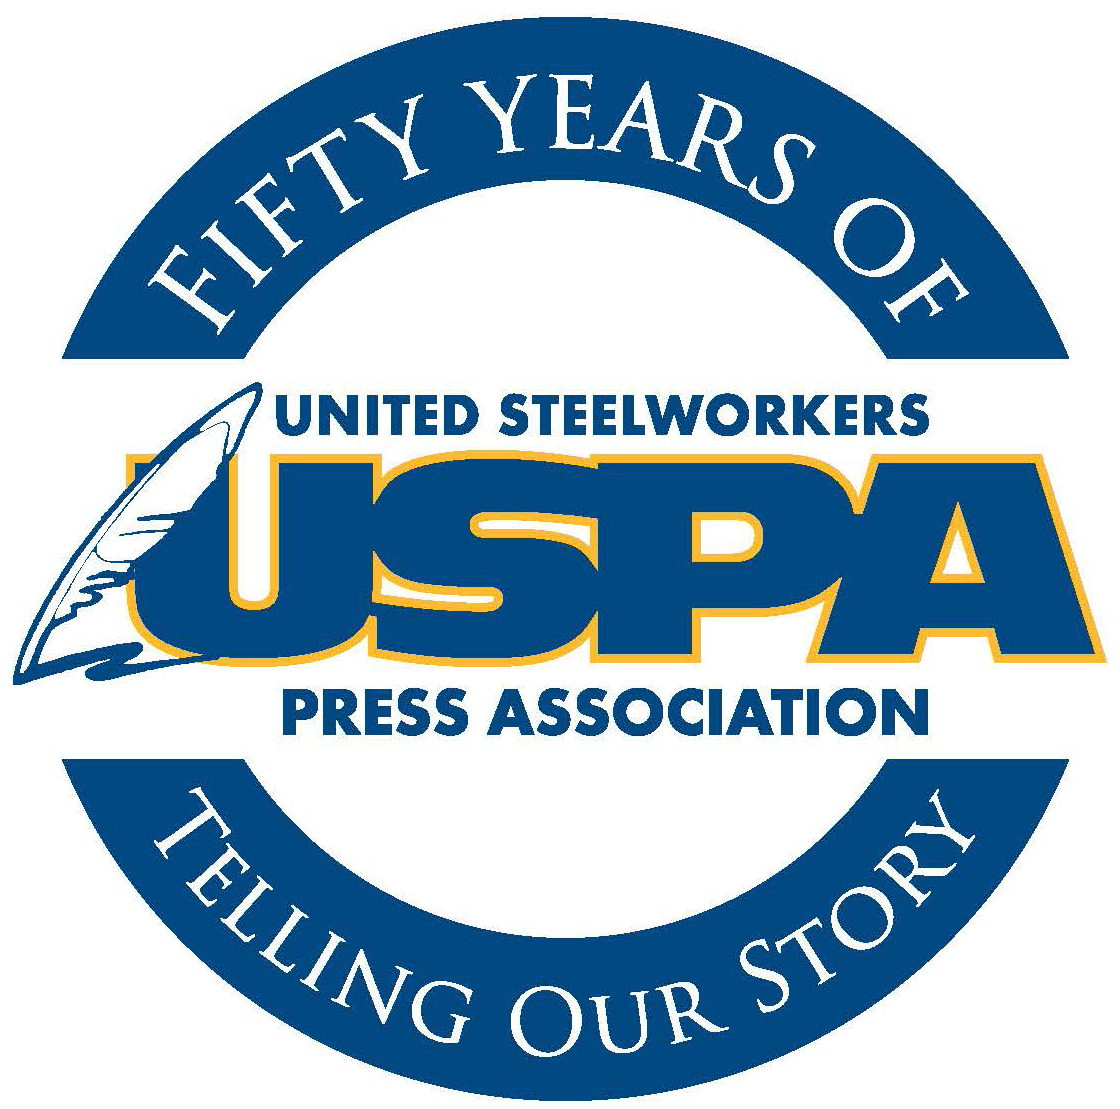 FIFTY YEARS OF
UNITED STEELWORKERS
USPA
PRESS ASSOCIATION
TELLING OUR STORY